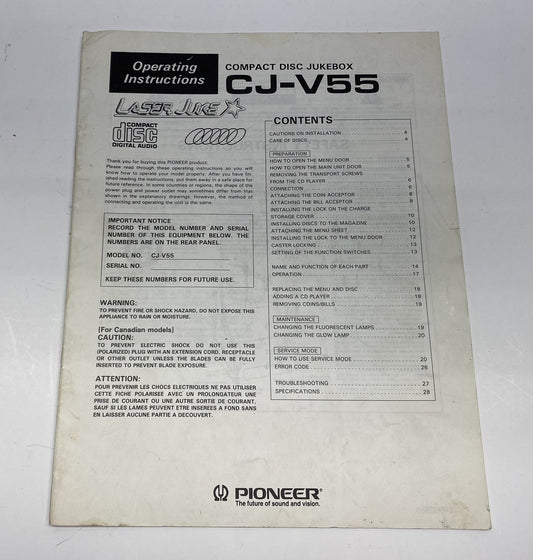 Operating
Instructions
COMPACT DISC JUKEBOX
CJ-V55
LASER JUKE
COMPACT
disc
DIGITAL AUDIO
Thank you for buying this PIONEER product.
Please read through these operating instructions so you will
know how to operate your model properly. After you have fin-
ished reading the instructions, put them away in a safe place for
future reference. In some countries or regions, the shape of the
power plug and power outlet may sometimes differ from that
shown in the explanatory drawings. However, the method of
connecting and operating the unit is the same.
IMPORTANT NOTICE
RECORD THE MODEL NUMBER AND SERIAL
NUMBER OF THIS EQUIPMENT BELOW. THE
NUMBERS ARE ON THE REAR PANEL.
MODEL NO. CJ-V55
SERIAL NO.
KEEP THESE NUMBERS FOR FUTURE USE.
WARNING:
TO PREVENT FIRE OR SHOCK HAZARD, DO NOT EXPOSE THIS
APPLIANCE TO RAIN OR MOISTURE.
[For Canadian models]
CAUTION:
TO PREVENT ELECTRIC SHOCK DO NOT USE THIS
(POLARIZED) PLUG WITH AN EXTENSION CORD, RECEPTACLE
OR OTHER OUTLET UNLESS THE BLADES CAN BE FULLY
INSERTED TO PREVENT BLADE EXPOSURE.
ATTENTION:
POUR PREVENIR LES CHOCS ELECTRIQUES NE PAS UTILISER
CETTE FICHE POLARISEE AVEC UN PROLONGATEUR UNE
PRISE DE COURANT OU UNE AUTRE SORTIE DE COURANT,
SAUF SI LES LAMES PEUVENT ETRE INSEREES A FOND SANS
EN LAISSER AUCUNE PARTIE A DECOUVERT.
CONTENTS
CAUTIONS ON INSTALLATION 4
CARE OF DISCS 4
PREPARATION
HOW TO OPEN THE MENU DOOR 5
HOW TO OPEN THE MAIN UNIT DOOR 6
REMOVING THE TRANSPORT SCREWS
FROM THE CD PLAYER 6
CONNECTION 6
ATTACHING THE COIN ACCEPTOR 8
ATTACHING THE BILL ACCEPTOR 8
INSTALLING THE LOCK ON THE CHARGE
STORAGE COVER 10
INSTALLING DISCS TO THE MAGAZINE 10
ATTACHING THE MENU SHEET 12
INSTALLING THE LOCK TO THE MENU DOOR 12
CASTER LOCKING 13
SETTING OF THE FUNCTION SWITCHES 13
NAME AND FUNCTION OF EACH PART 14
OPERATION 17
REPLACING THE MENU AND DISC 18
ADDING A CD PLAYER 18
REMOVING COINS/BILLS 19
MAINTENANCE
CHANGING THE FLUORESCENT LAMPS 19
CHANGING THE GLOW LAMP 20
SERVICE MODE
HOW TO USE SERVICE MODE 20
ERROR CODE 26
TROUBLESHOOTING 27
SPECIFICATIONS 28
PIONEER®
The future of sound and vision.